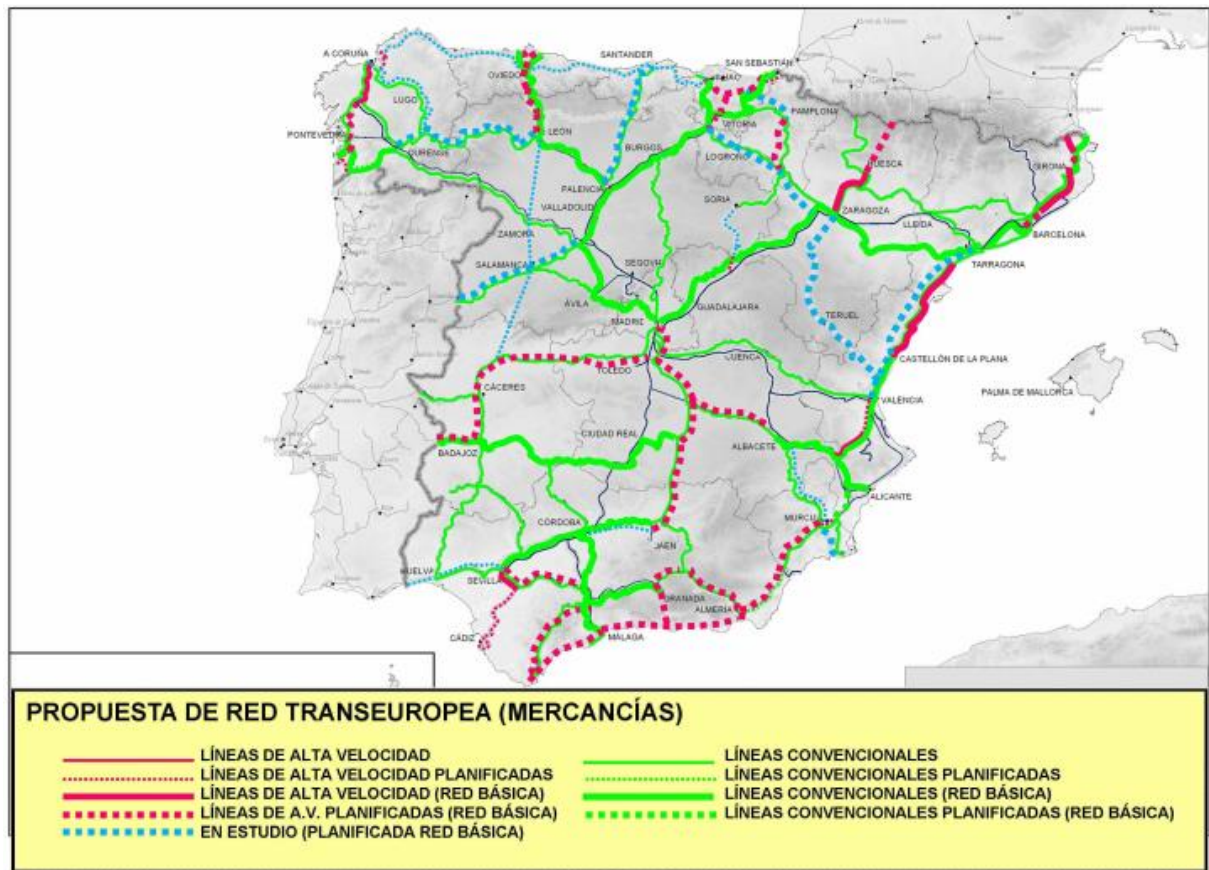 A CORUÑA
SANTANDER
SAN SEBASTIÁN
OVIEDO
LUGO
VITORIA
PAMPLONA
PONTEVEDRA
LEÓN
OURENSE
BURGOS
LOGROÑO
HUESCA
GIRONA
PALENCIA
VALLADOLID
SORIA
ZARAGOZA
LLEIDA
BARCELONA
ZAMORA
TARRAGONA
SALAMANCA
SEGOVIA
ÁVILA
GUADALAJARA
MADRID
TERUEL
CUENCA
CASTELLÓN DE LA PLANA
TOLEDO
CÁCERES
VALENCIA
PALMA DE MALLORCA
CIUDAD REAL
ALBACETE
BADAJOZ
ALICANTE
CÓRDOBA
MURCIA
JAÉN
HUELVA
SEVILLA
GRANADA
ALMERÍA
CÁDIZ
MÁLAGA
PROPUESTA DE RED TRANSEUROPEA (MERCANCÍAS)
LÍNEAS DE ALTA VELOCIDAD
LÍNEAS DE ALTA VELOCIDAD PLANIFICADAS
LÍNEAS DE ALTA VELOCIDAD (RED BÁSICA)
LÍNEAS DE A.V. PLANIFICADAS (RED BÁSICA)
EN ESTUDIO (PLANIFICADA RED BÁSICA)
LÍNEAS CONVENCIONALES
LÍNEAS CONVENCIONALES PLANIFICADAS
LÍNEAS CONVENCIONALES (RED BÁSICA)
LÍNEAS CONVENCIONALES PLANIFICADAS (RED BÁSICA)